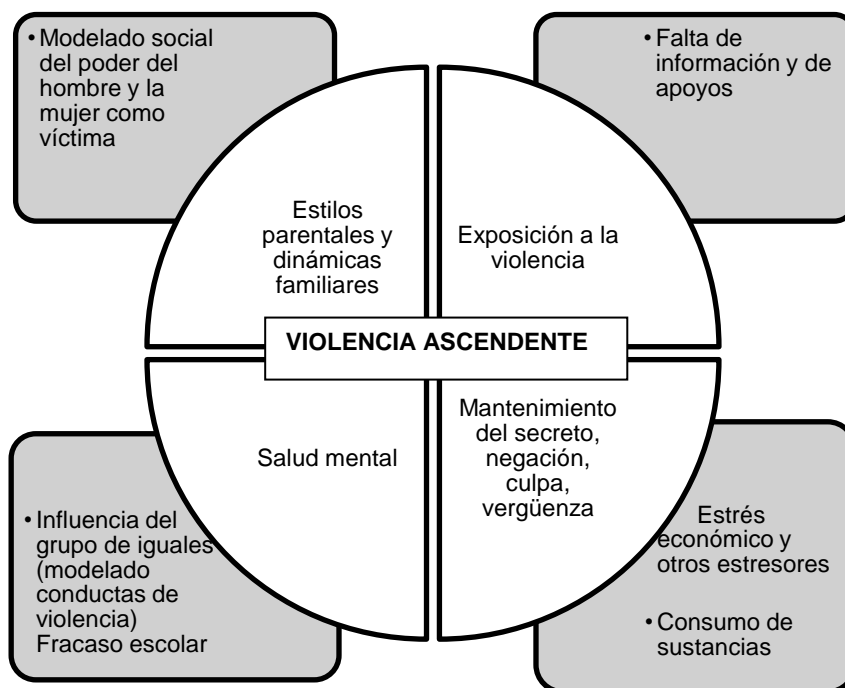 • Modelado social
del poder del
hombre y la
mujer como
víctima
• Falta de
información y de
apoyos
Estilos
parentales y
dinámicas
familiares
Exposición a la
violencia
VIOLENCIA ASCENDENTE
Salud mental
Mantenimiento
del secreto,
negación,
culpa,
vergüenza
• Influencia del
grupo de iguales
(modelado
conductas de
violencia)
Fracaso escolar
Estrés
económico y
otros estresores
• Consumo de
sustancias